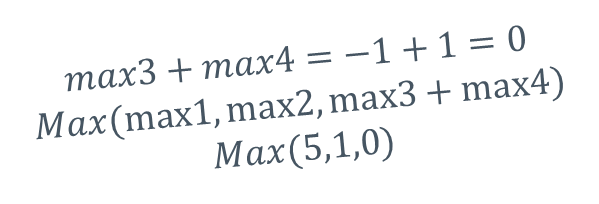 max3 + max4 = −1 + 1 = 0
Max(max1, max2, max3 + max4)
Max(5,1,0)